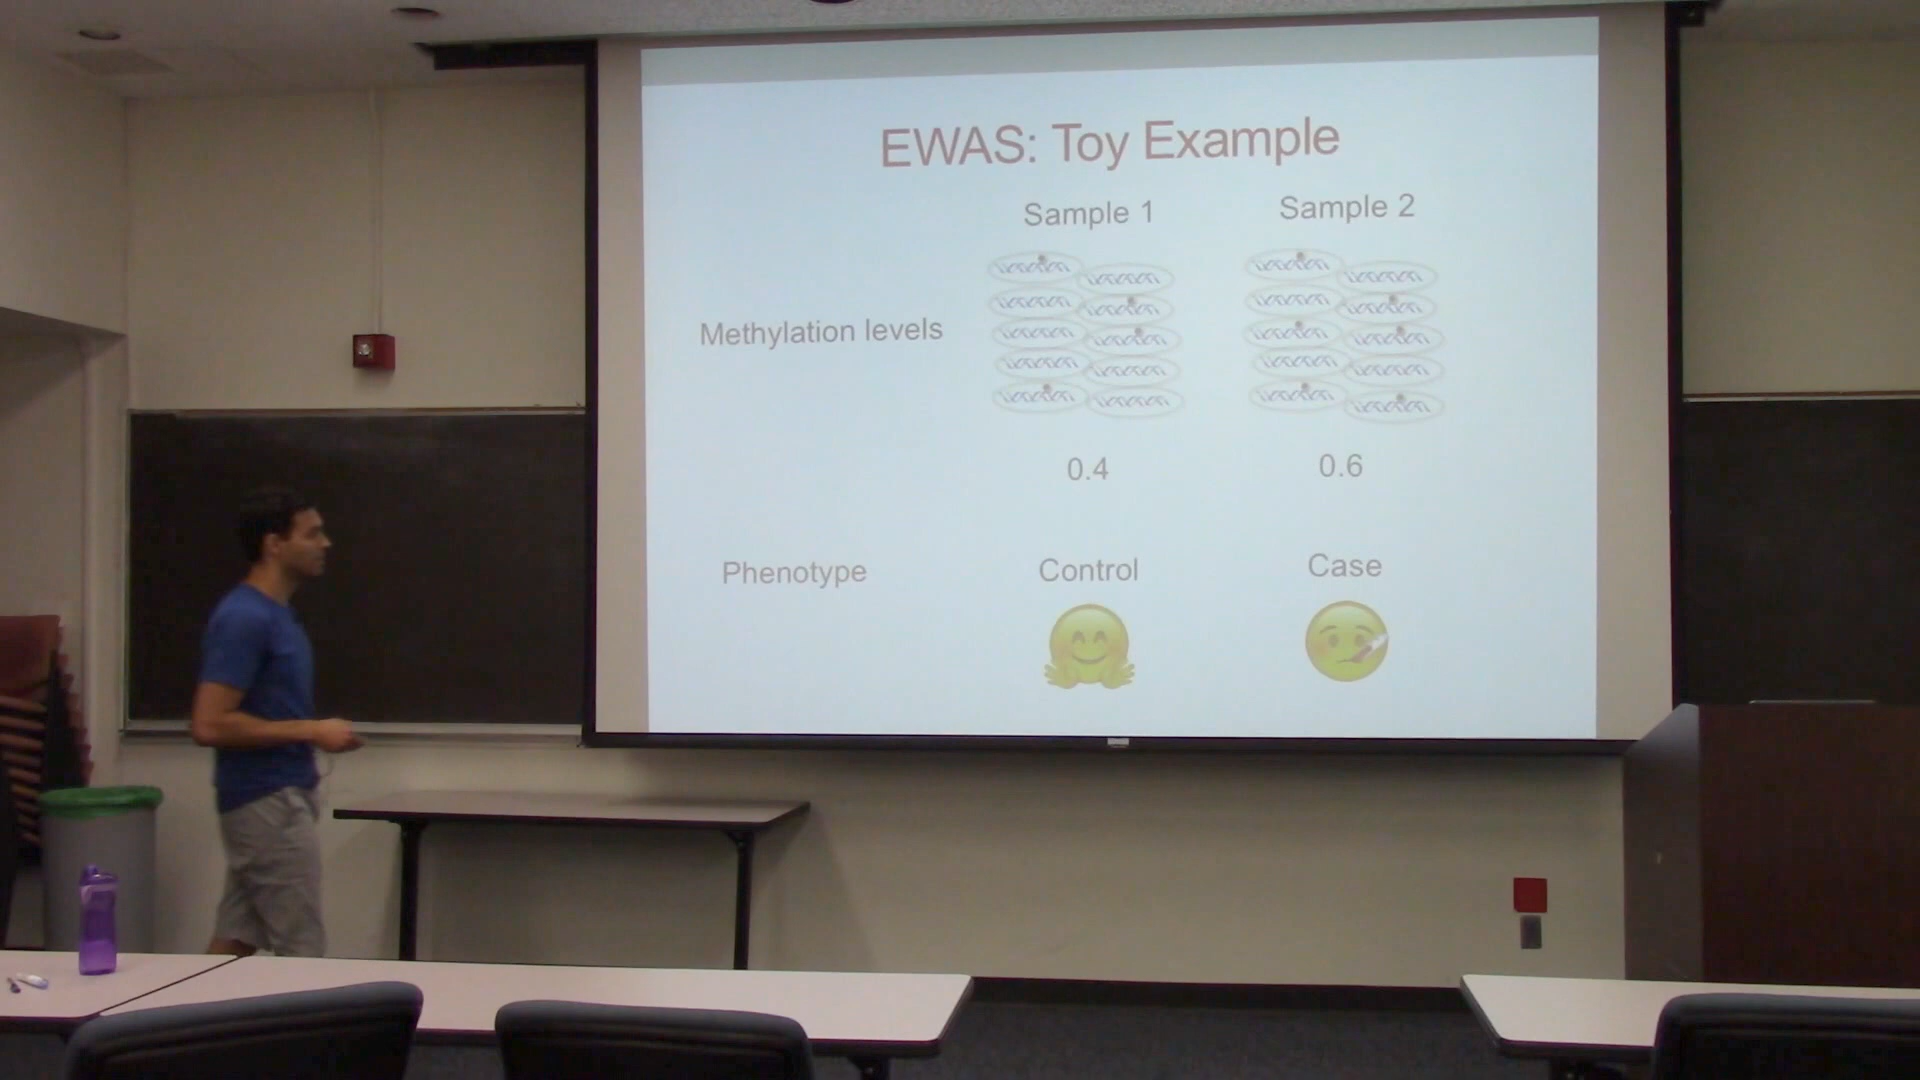 EWAS: Toy Example
Sample 1 Sample 2
Methylation levels
0.4 0.6
Phenotype Control Case